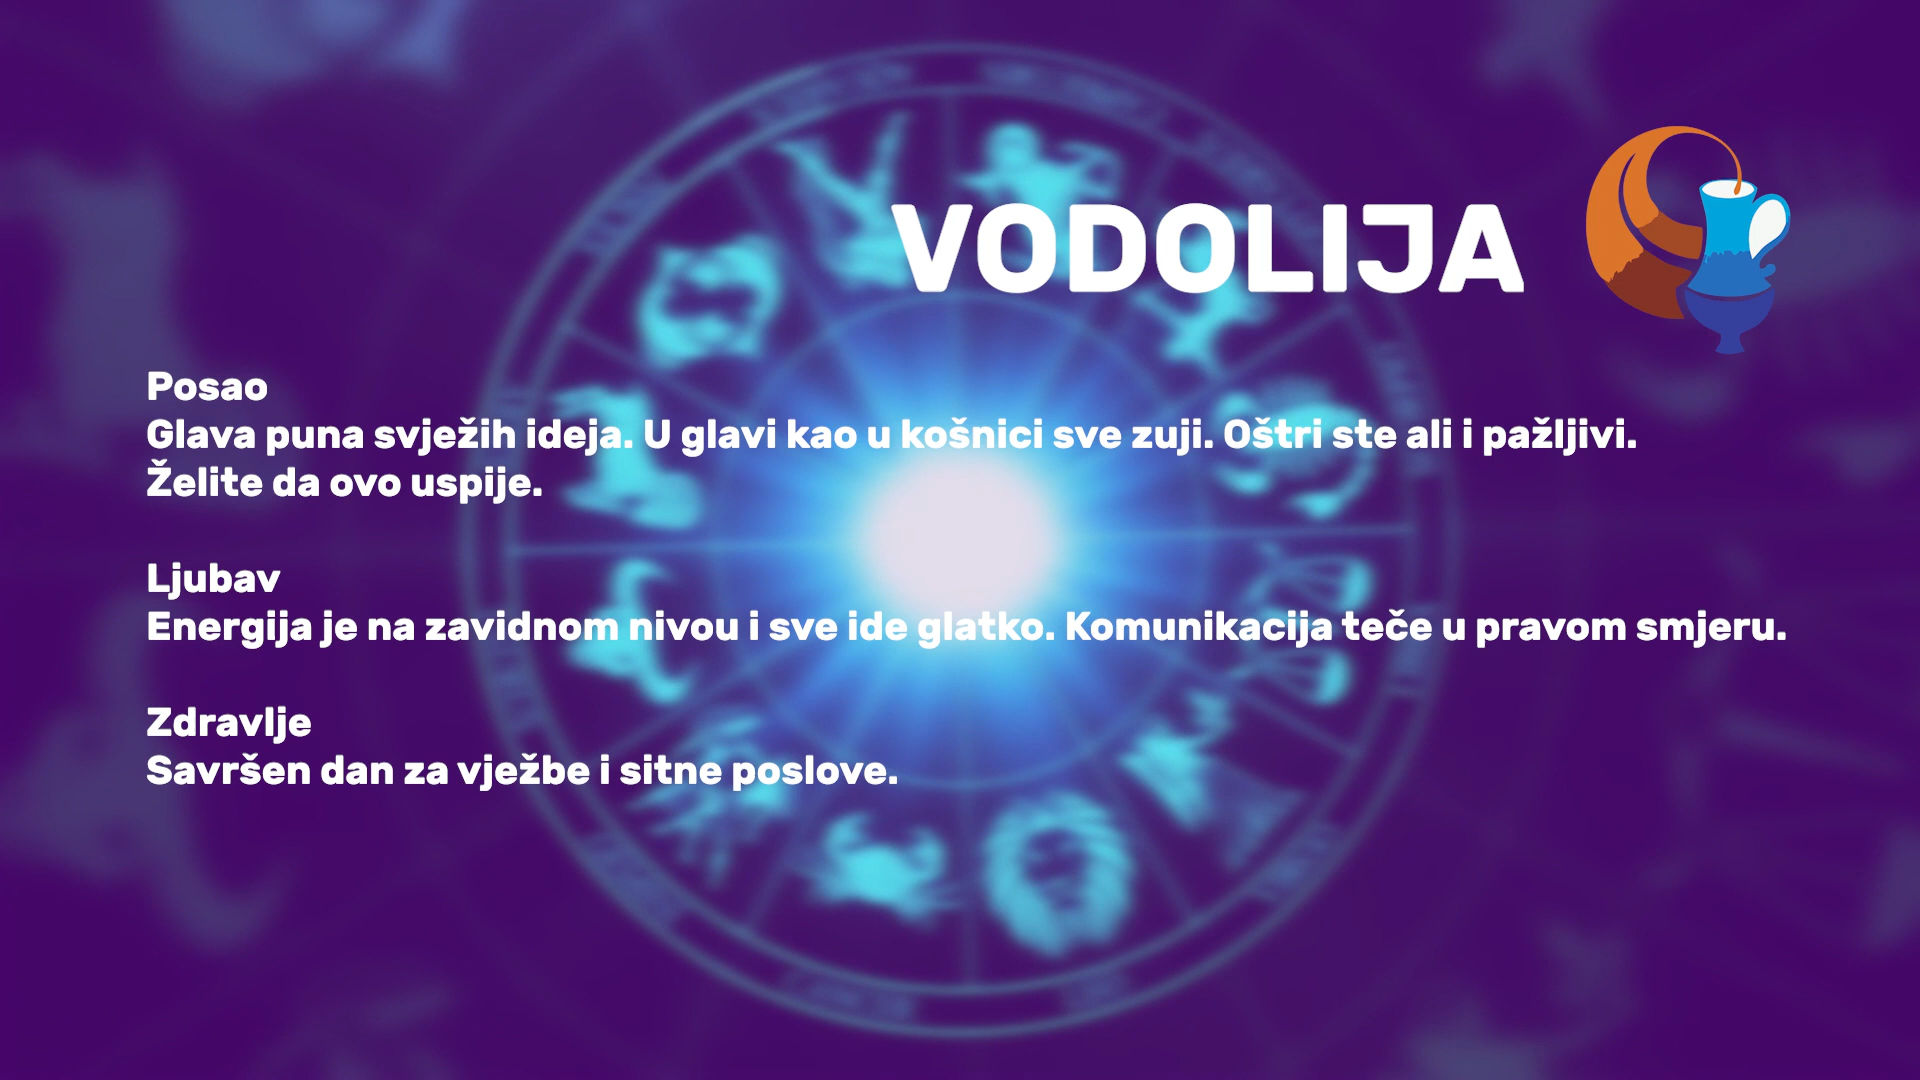 VODOLIJA
Posao
Glava puna svježih ideja. U glavi kao u košnici sve zuji. Oštri ste ali i pažljivi.
Želite da ovo uspije.
Ljubav
Energija je na zavidnom nivou i sve ide glatko. Komunikacija teče u pravom smjeru.
Zdravlje
Savršen dan za vježbe i sitne poslove.